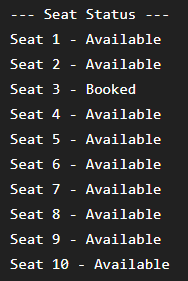 --- Seat Status ---
Seat 1 - Available
Seat 2 - Available
Seat 3 - Booked
Seat 4 - Available
Seat 5 - Available
Seat 6 - Available
Seat 7 - Available
Seat 8 - Available
Seat 9 - Available
Seat 10 - Available